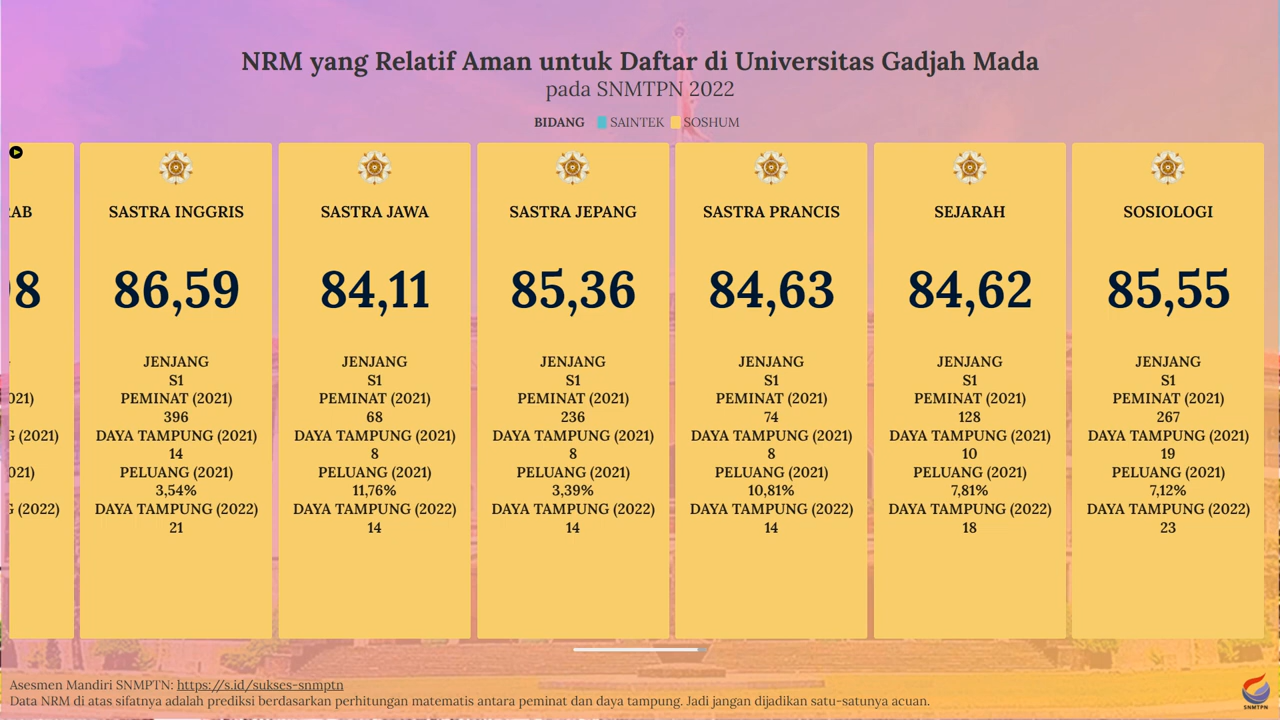 NRM yang Relatif Aman untuk Daftar di Universitas Gadjah Mada
pada SNMTPN 2022
BIDANG SAINTEK SOSHUM
SASTRA INGGRIS
86,59
JENJANG
S1
PEMINAT (2021)
396
DAYA TAMPUNG (2021)
14
PELUANG (2021)
3,54%
DAYA TAMPUNG (2022)
21
SASTRA JAWA
84,11
JENJANG
S1
PEMINAT (2021)
68
DAYA TAMPUNG (2021)
8
PELUANG (2021)
11,76%
DAYA TAMPUNG (2022)
14
SASTRA JEPANG
85,36
JENJANG
S1
PEMINAT (2021)
236
DAYA TAMPUNG (2021)
8
PELUANG (2021)
3,39%
DAYA TAMPUNG (2022)
14
SASTRA PRANCIS
84,63
JENJANG
S1
PEMINAT (2021)
74
DAYA TAMPUNG (2021)
8
PELUANG (2021)
10,81%
DAYA TAMPUNG (2022)
14
SEJARAH
84,62
JENJANG
S1
PEMINAT (2021)
128
DAYA TAMPUNG (2021)
10
PELUANG (2021)
7,81%
DAYA TAMPUNG (2022)
18
SOSIOLOGI
85,55
JENJANG
S1
PEMINAT (2021)
267
DAYA TAMPUNG (2021)
19
PELUANG (2021)
7,12%
DAYA TAMPUNG (2022)
23
Asesmen Mandiri SNMPTN: https://s.id/sukses-snmptn
Data NRM di atas sifatnya adalah prediksi berdasarkan perhitungan matematis antara peminat dan daya tampung. Jadi jangan dijadikan satu-satunya acuan.
SNMTPN